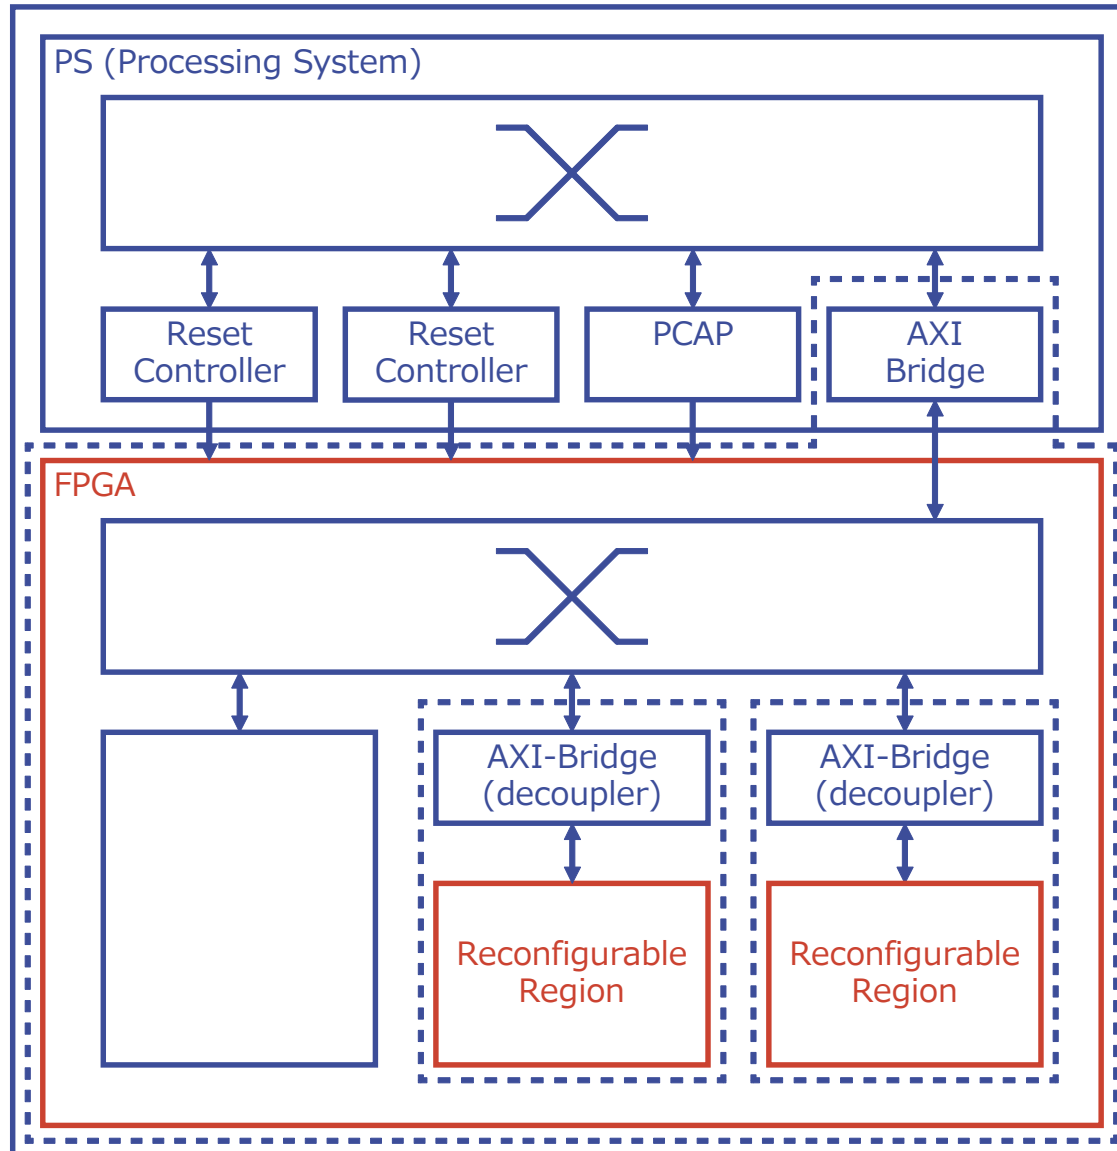 PS (Processing System)
Reset
Controller
Reset
Controller
PCAP
AXI
Bridge
FPGA
AXI-Bridge
(decoupler)
AXI-Bridge
(decoupler)
Reconfigurable
Region
Reconfigurable
Region